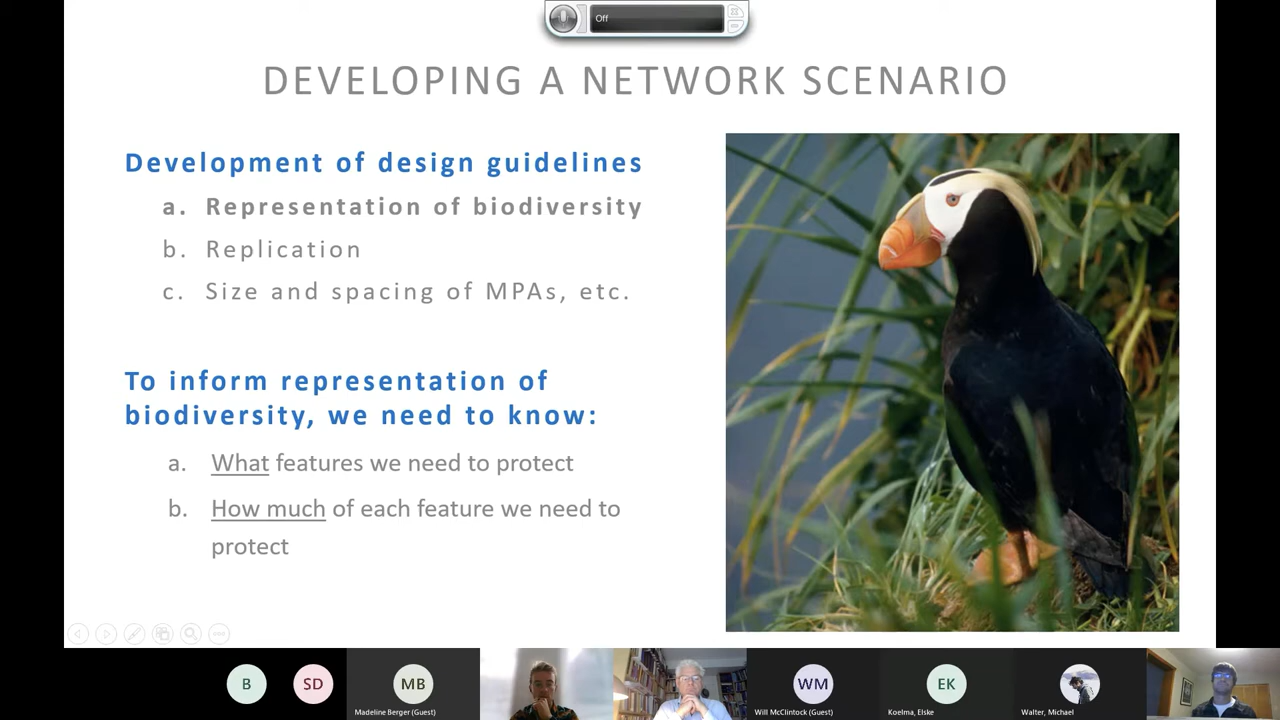 Off
DEVELOPING A NETWORK SCENARIO
Development of design guidelines
a. Representation of biodiversity
b. Replication
c. Size and spacing of MPAs, etc.
To inform representation of
biodiversity, we need to know:
a. What features we need to protect
b. How much of each feature we need to
protect
B
SD
MB
WM
EK
Madeline Berger (Guest)
Will McClintock (Guest)
Koelma, Elske
Walter, Michael